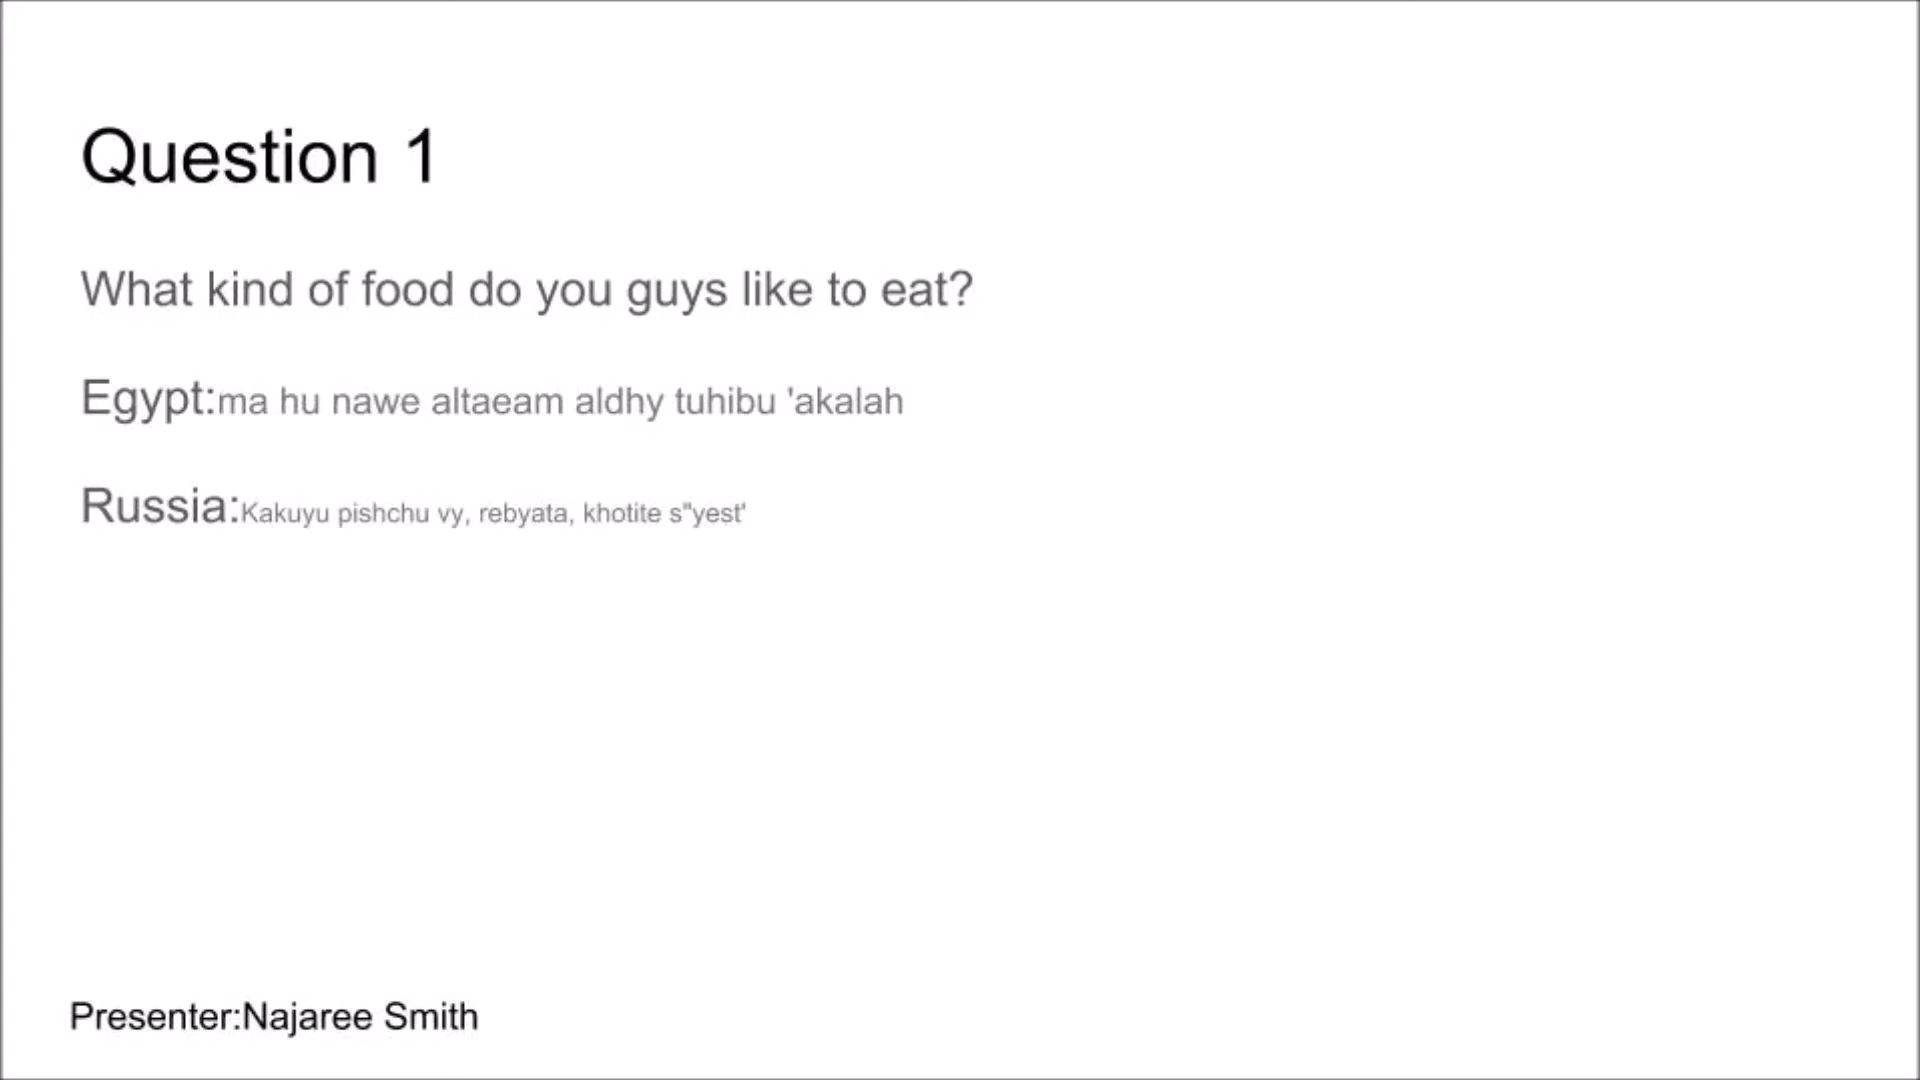 Question 1
What kind of food do you guys like to eat?
Egypt:ma hu nawe altaeam aldhy tuhibu 'akalah
Russia:Kakuyu pishchu vy, rebyata, khotite s"yest'
Presenter:Najaree Smith